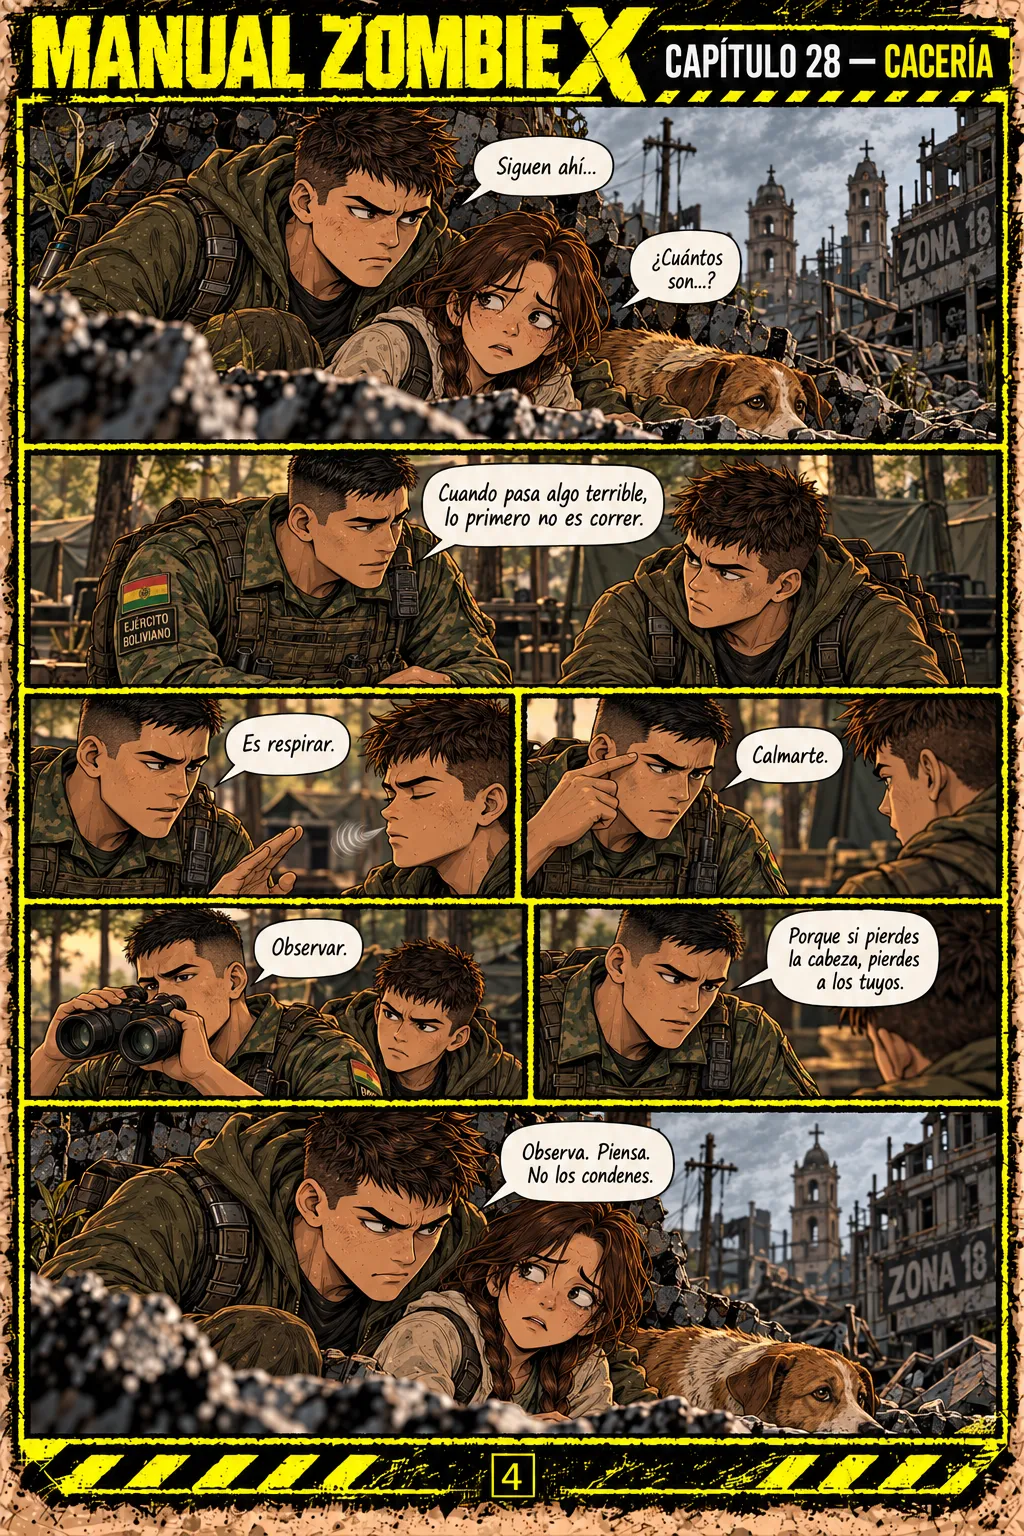 MANUAL ZOMBIE X
CAPÍTULO 28 — CACERÍA
Siguen ahí...
¿Cuántos
son...?
ZONA 18
Cuando pasa algo terrible,
lo primero no es correr.
EJÉRCITO
BOLIVIANO
Es respirar.
Calmarte.
Observar.
Porque si pierdes
la cabeza, pierdes
a los tuyos.
Observa. Piensa.
No los condenes.
ZONA 18
4